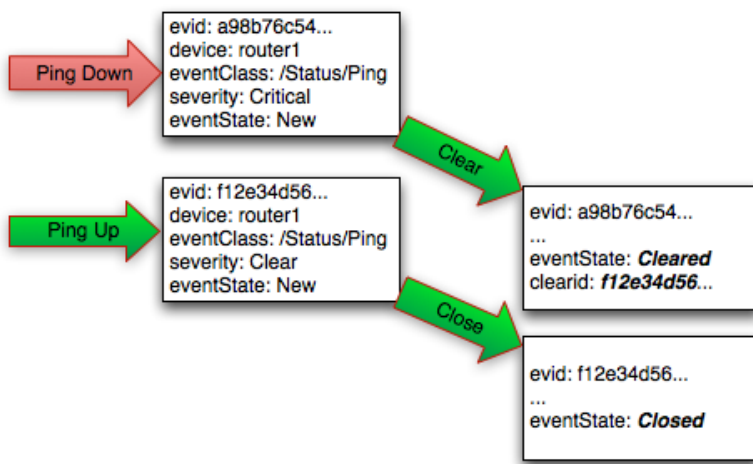 Ping Down
evid: a98b76c54...
device: router1
eventClass: /Status/Ping
severity: Critical
eventState: New
Clear
Ping Up
evid: f12e34d56...
device: router1
eventClass: /Status/Ping
severity: Clear
eventState: New
Close
evid: a98b76c54...
...
eventState: Cleared
clearid: f12e34d56...
evid: f12e34d56...
...
eventState: Closed